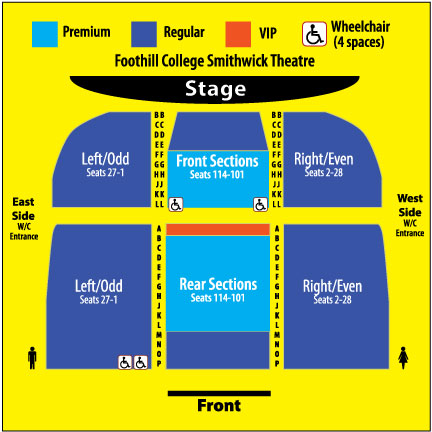 Premium
Regular
VIP
Wheelchair
(4 spaces)
Foothill College Smithwick Theatre
Stage
Left/Odd
Seats 27-1
BB BB
CC CC
DD DD
EE EE
FF FF
GG GG
HH HH
JJ JJ
KK KK
LL LL
Front Sections
Seats 114-101
Right/Even
Seats 2-28
East
Side
W/C
Entrance
West
Side
W/C
Entrance
Left/Odd
Seats 27-1
A A
B B
C C
D D
E E
F F
G G
H H
J J
K K
L L
M M
N N
O O
P P
Rear Sections
Seats 114-101
Right/Even
Seats 2-28
Front